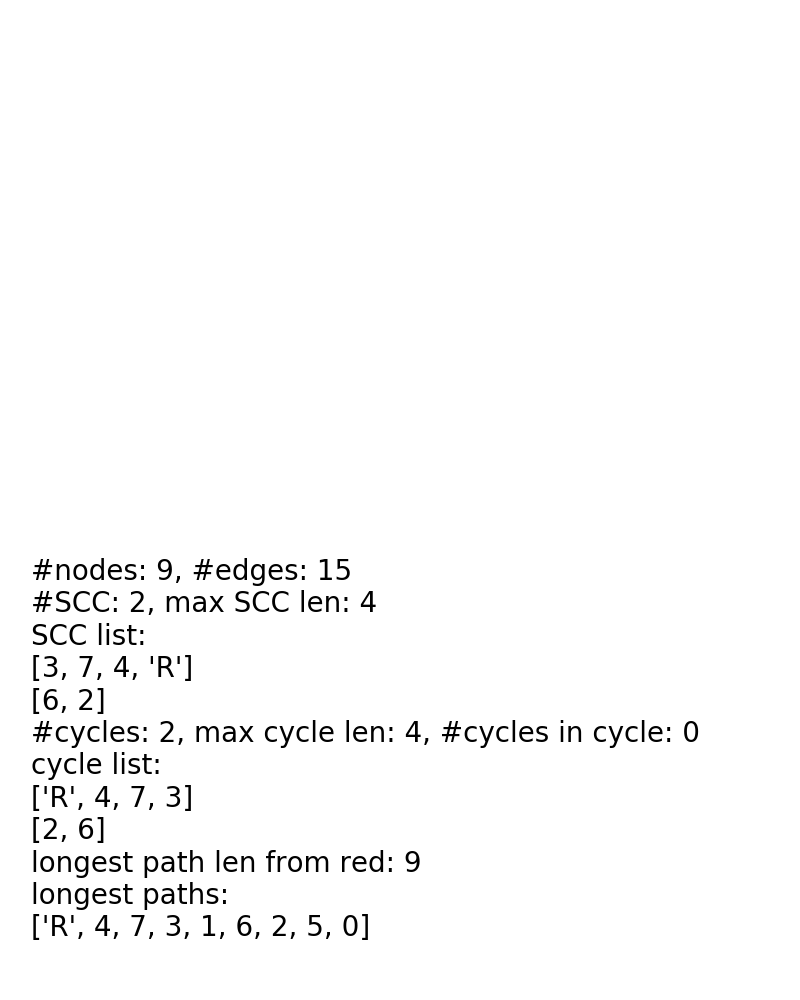 #nodes: 9, #edges: 15
#SCC: 2, max SCC len: 4
SCC list:
[3, 7, 4, 'R']
[6, 2]
#cycles: 2, max cycle len: 4, #cycles in cycle: 0
cycle list:
['R', 4, 7, 3]
[2, 6]
longest path len from red: 9
longest paths:
['R', 4, 7, 3, 1, 6, 2, 5, 0]